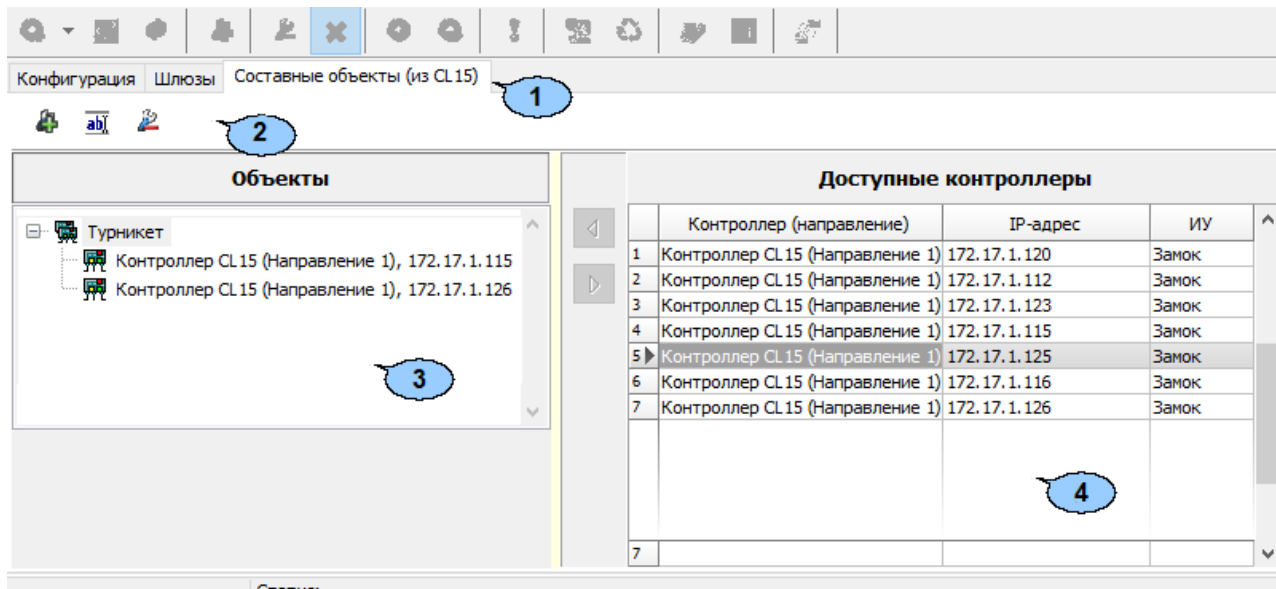 Конфигурация Шлюзы Составные объекты (из CL15)
1
abI
2
Объекты
Доступные контроллеры
Турникет
Контроллер CL15 (Направление 1), 172.17.1.115
Контроллер CL15 (Направление 1), 172.17.1.126
3
Контроллер (направление) IP-адрес ИУ
1 Контроллер CL15 (Направление 1) 172.17.1.120 Замок
2 Контроллер CL15 (Направление 1) 172.17.1.112 Замок
3 Контроллер CL15 (Направление 1) 172.17.1.123 Замок
4 Контроллер CL15 (Направление 1) 172.17.1.115 Замок
5 Контроллер CL15 (Направление 1) 172.17.1.125 Замок
6 Контроллер CL15 (Направление 1) 172.17.1.116 Замок
7 Контроллер CL15 (Направление 1) 172.17.1.126 Замок
4
7